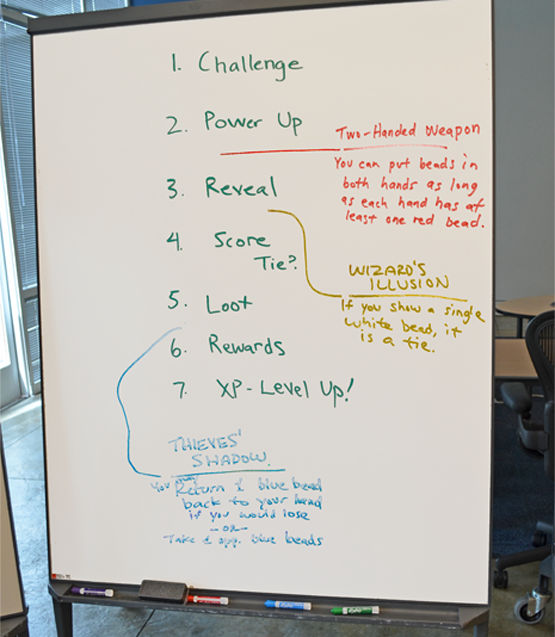 1. Challenge
2. Power Up
Two-Handed Weapon
You can put beads in
both hands as long
as each hand has at
least one red bead.
3. Reveal
4. Score
Tie?
WIZARD'S
ILLUSION
If you show a single
white bead, it
is a tie.
5. Loot
6. Rewards
7. XP-Level Up!
THIEVES'
SHADOW
You may Return 1 blue bead
back to your hand
if you would lose
-OR-
Take 1 opp. blue beads